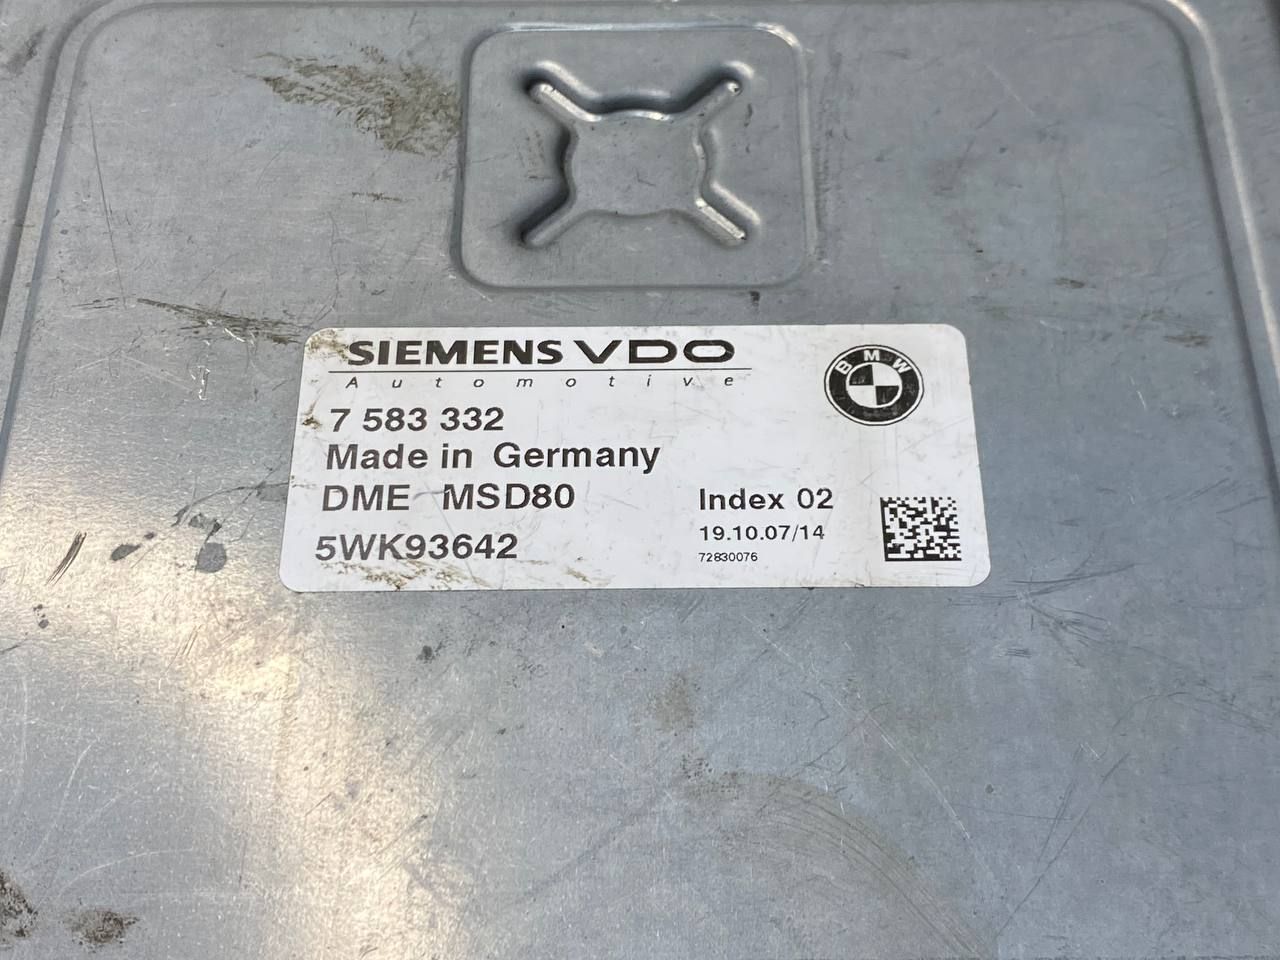 SIEMENS VDO
Automotive
BMW
7 583 332
Made in Germany
DME MSD80
Index 02
5WK93642
19.10.07/14
72830076